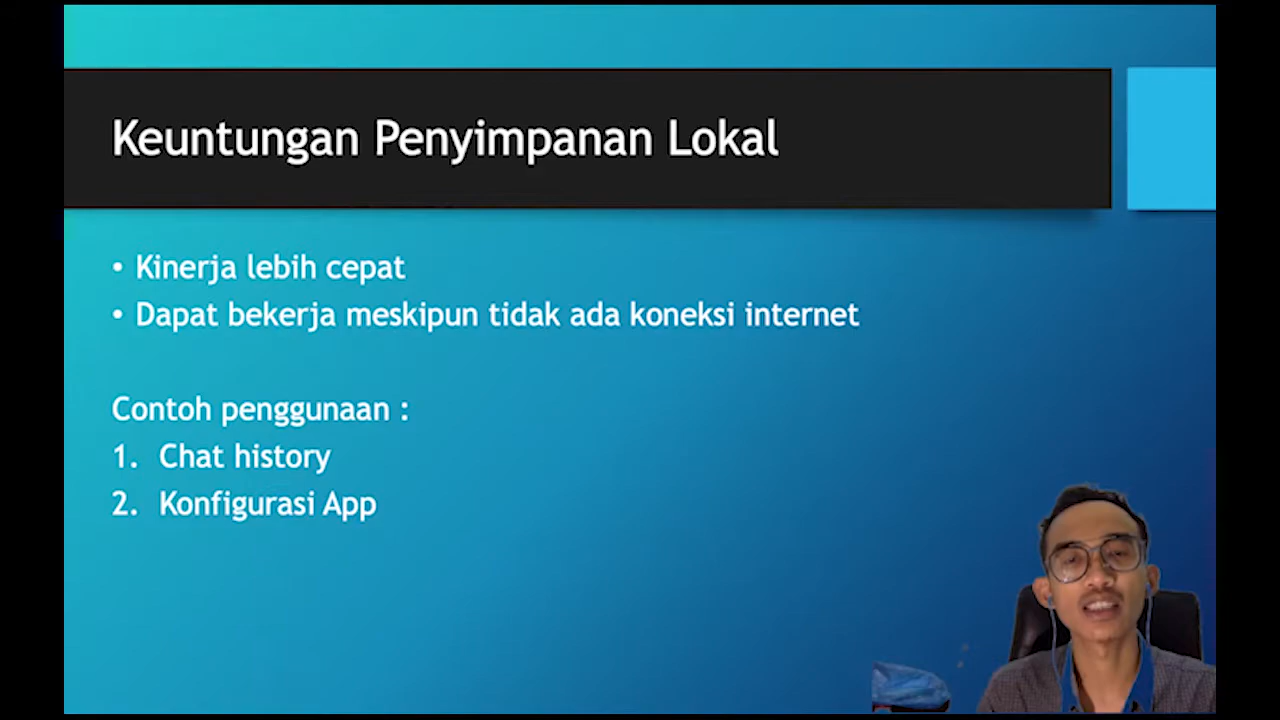 Keuntungan Penyimpanan Lokal
• Kinerja lebih cepat
• Dapat bekerja meskipun tidak ada koneksi internet
Contoh penggunaan :
1. Chat history
2. Konfigurasi App